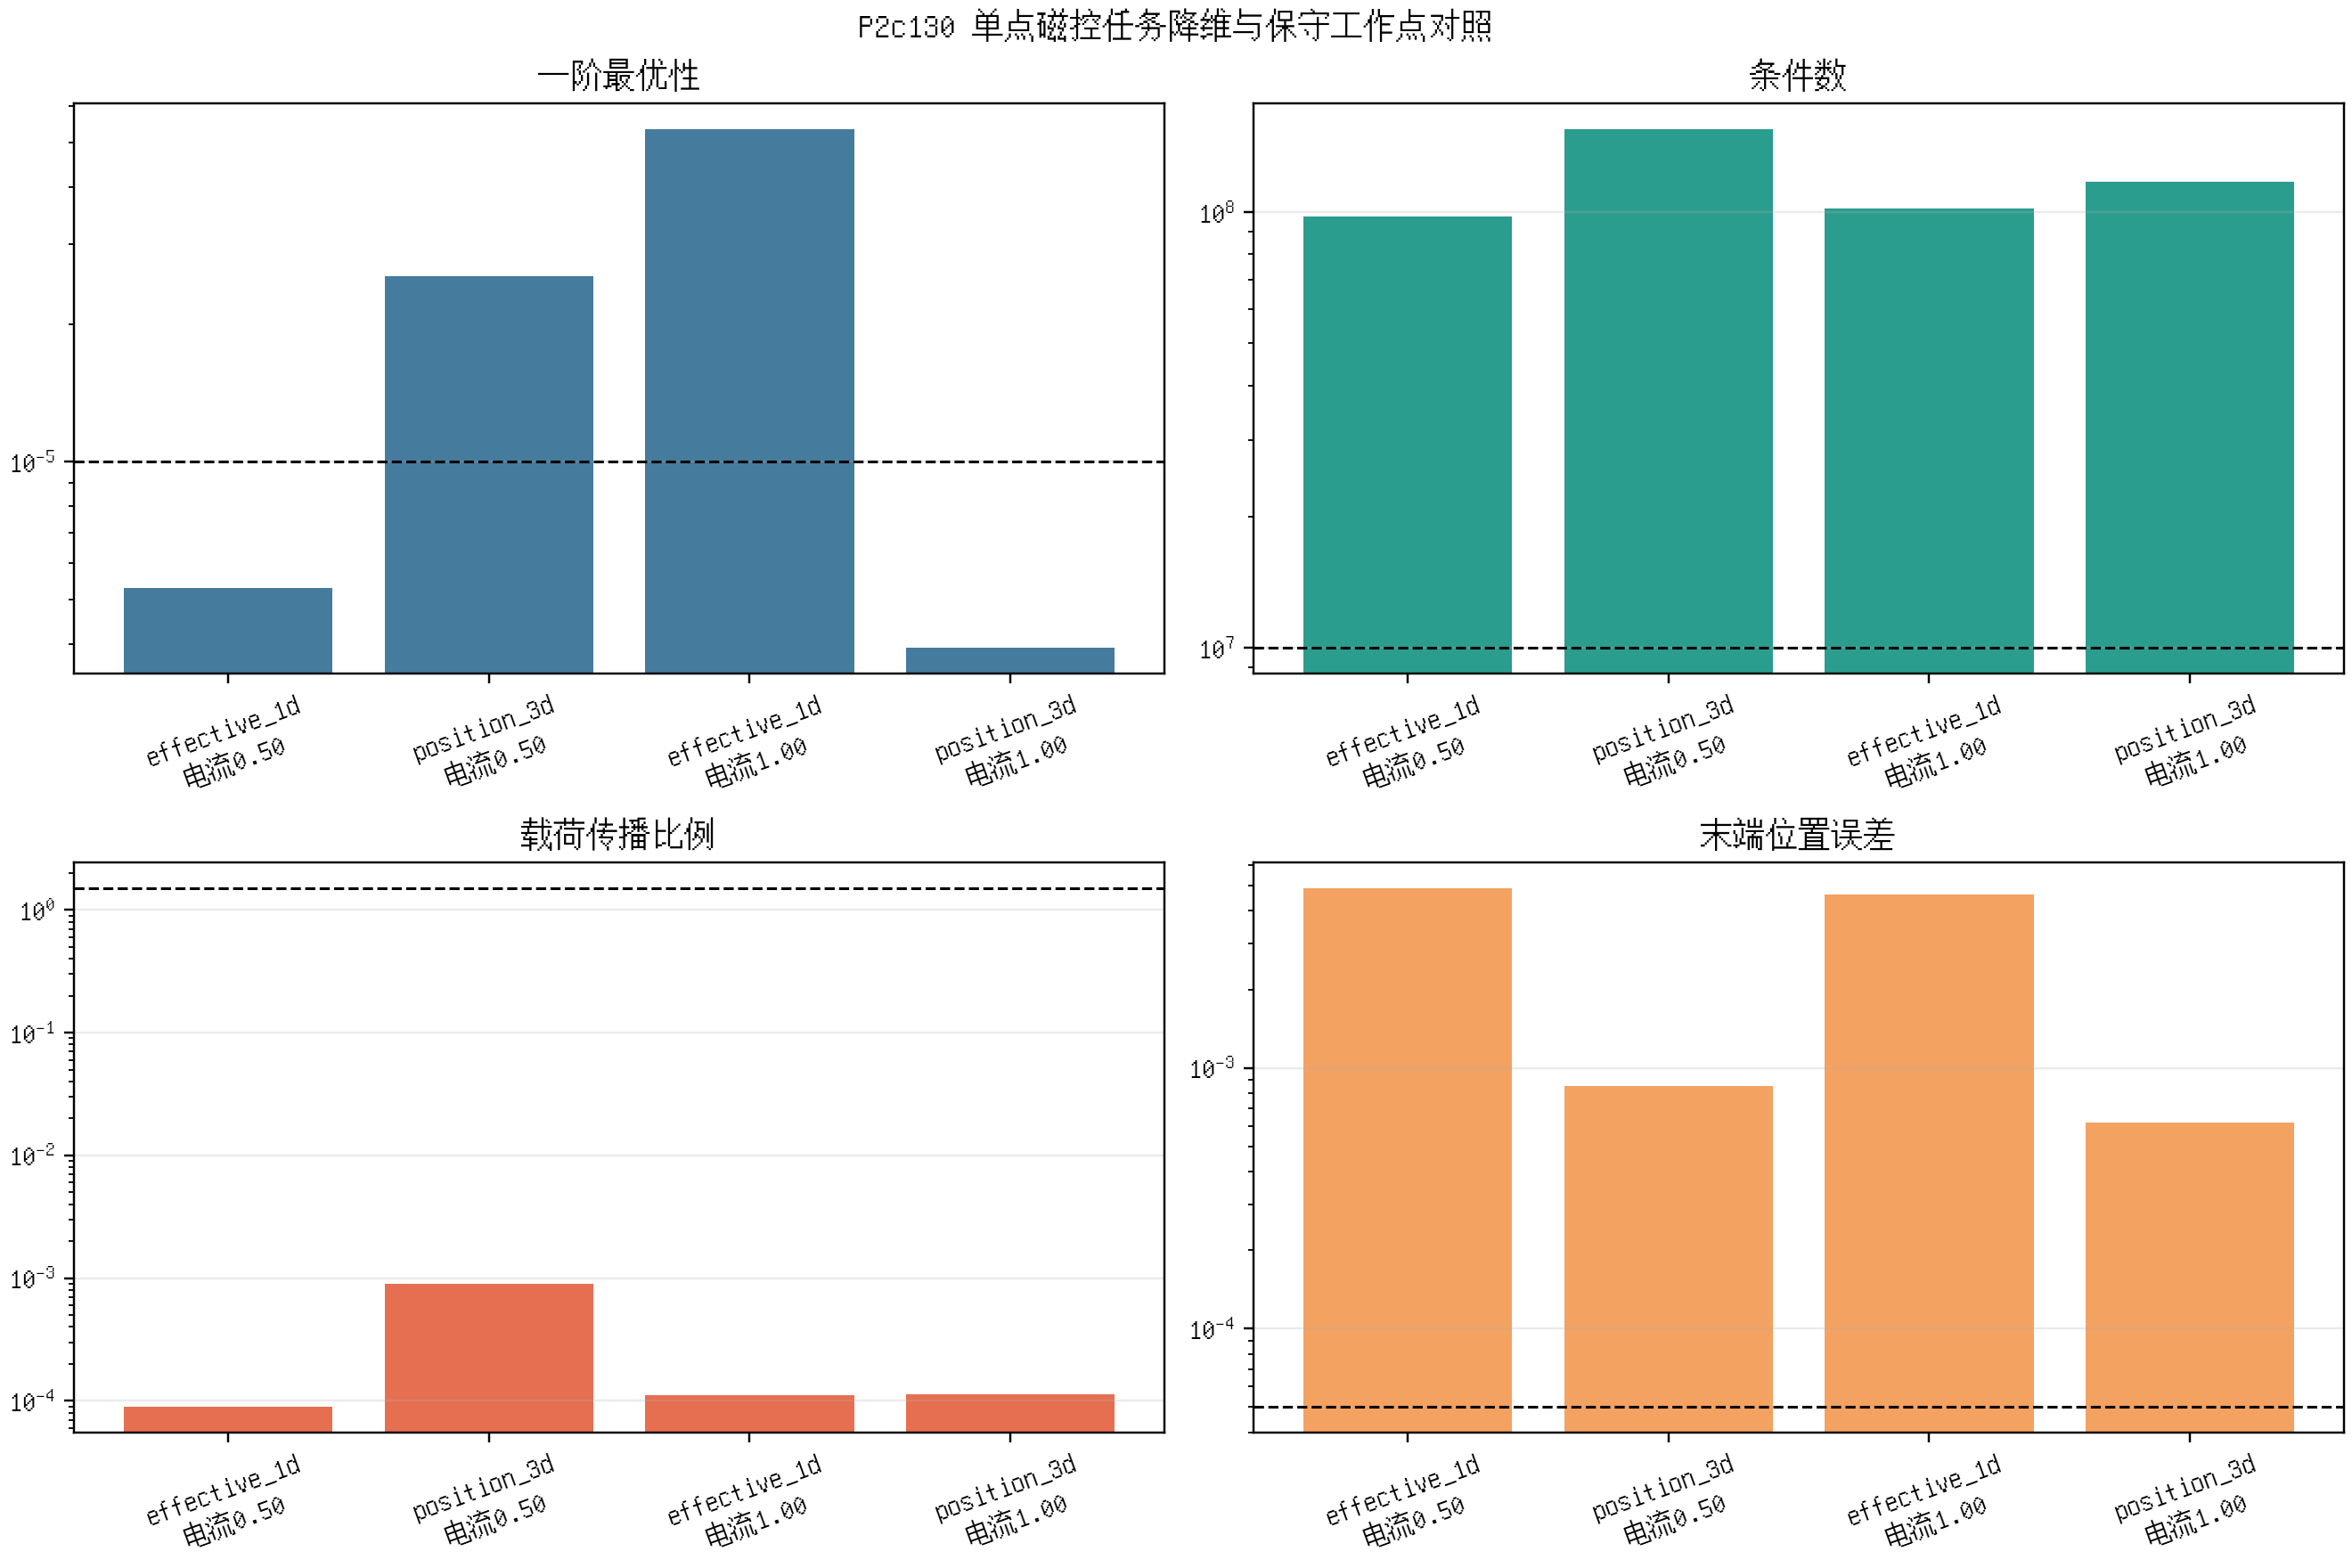 P2c130 单点磁控任务降维与保守工作点对照
一阶最优性
10⁻⁵
effective_1d
电流0.50
position_3d
电流0.50
effective_1d
电流1.00
position_3d
电流1.00
条件数
10⁸
10⁷
effective_1d
电流0.50
position_3d
电流0.50
effective_1d
电流1.00
position_3d
电流1.00
载荷传播比例
10⁰
10⁻¹
10⁻²
10⁻³
10⁻⁴
effective_1d
电流0.50
position_3d
电流0.50
effective_1d
电流1.00
position_3d
电流1.00
末端位置误差
10⁻³
10⁻⁴
effective_1d
电流0.50
position_3d
电流0.50
effective_1d
电流1.00
position_3d
电流1.00